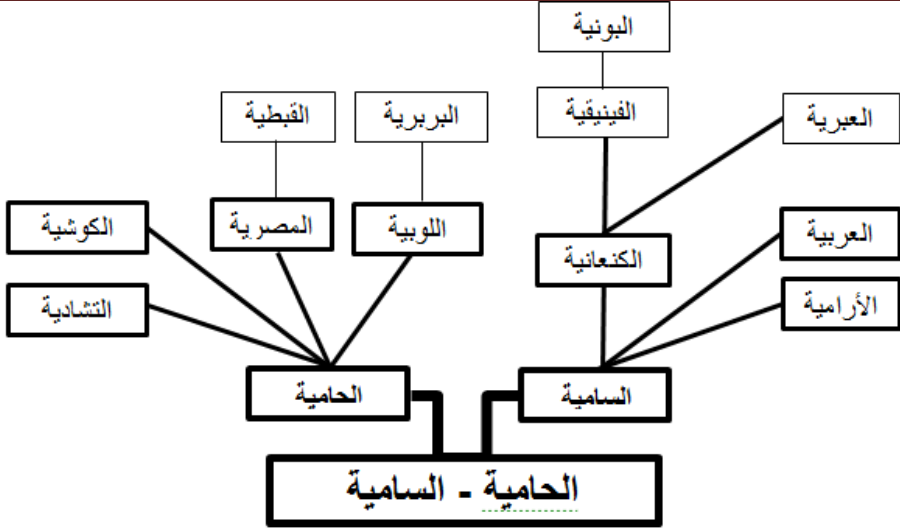 البونية
الفينيقية
العبرية
البربرية
القبطية
العربية
الكنعانية
اللوبية
المصرية
الكوشية
الأرامية
التشادية
السامية
الحامية
الحامية - السامية